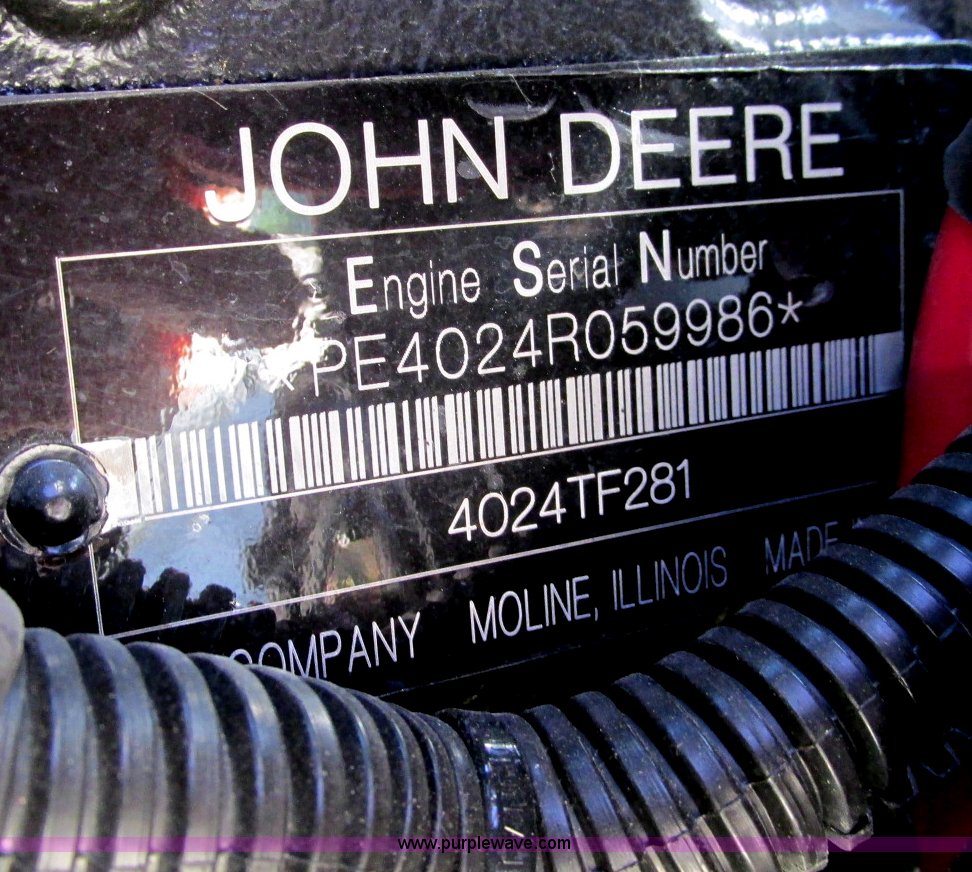 JOHN DEERE
Engine Serial Number
*PE4024R059986*
4024TF281
COMPANY MOLINE, ILLINOIS MADE
www.purplewave.com